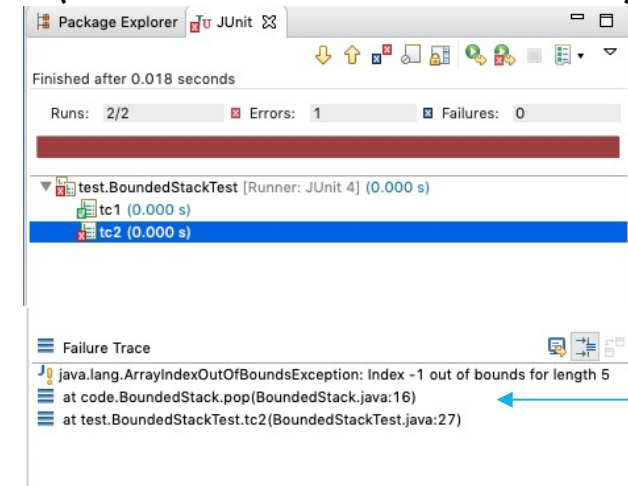 Package Explorer JUnit
Finished after 0.018 seconds
Runs: 2/2 Errors: 1 Failures: 0
test.BoundedStackTest [Runner: JUnit 4] (0.000 s)
tc1 (0.000 s)
tc2 (0.000 s)
Failure Trace
java.lang.ArrayIndexOutOfBoundsException: Index -1 out of bounds for length 5
at code.BoundedStack.pop(BoundedStack.java:16)
at test.BoundedStackTest.tc2(BoundedStackTest.java:27)